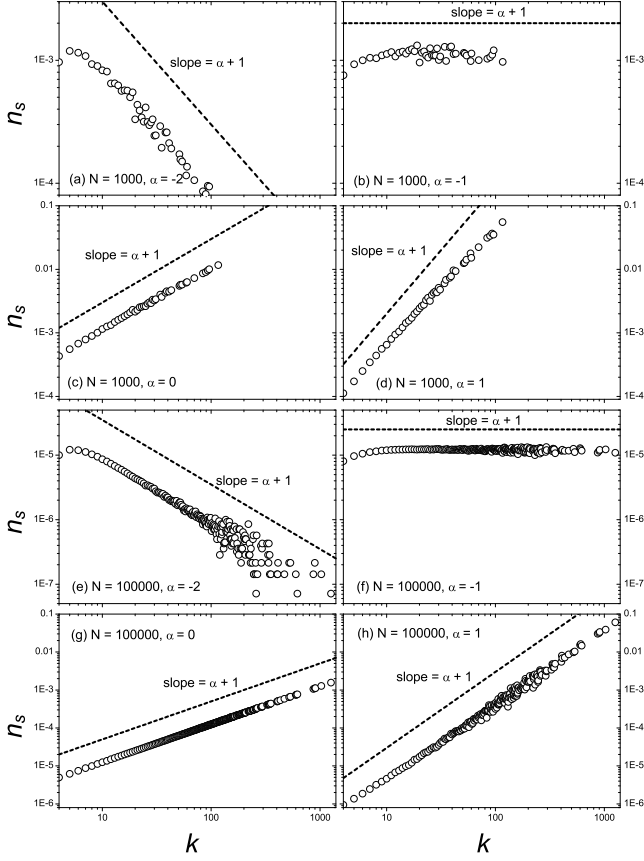 slope = α + 1
slope = α + 1
1E-3
1E-3
n_s
(a) N = 1000, α = -2
(b) N = 1000, α = -1
1E-4
1E-4
0.1
0.1
slope = α + 1
slope = α + 1
0.01
0.01
n_s
1E-3
1E-3
(c) N = 1000, α = 0
(d) N = 1000, α = 1
1E-4
1E-4
slope = α + 1
1E-5
1E-5
slope = α + 1
n_s
1E-6
1E-6
(e) N = 100000, α = -2
(f) N = 100000, α = -1
1E-7
1E-7
0.1
0.1
(g) N = 100000, α = 0
(h) N = 100000, α = 1
0.01
0.01
slope = α + 1
slope = α + 1
n_s
1E-3
1E-3
1E-4
1E-4
1E-5
1E-5
1E-6
1E-6
10 100 1000
10 100 1000
k
k